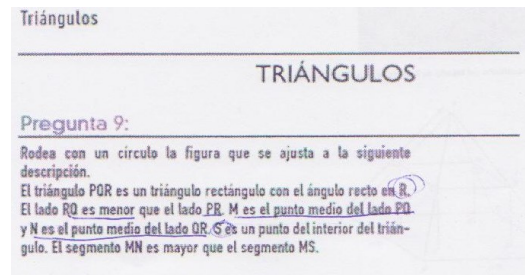 Triángulos
TRIÁNGULOS
Pregunta 9:
Rodea con un círculo la figura que se ajusta a la siguiente
descripción.
El triángulo PQR es un triángulo rectángulo con el ángulo recto en R.
El lado RQ es menor que el lado PR. M es el punto medio del lado PQ
y N es el punto medio del lado QR. S es un punto del interior del trián-
gulo. El segmento MN es mayor que el segmento MS.